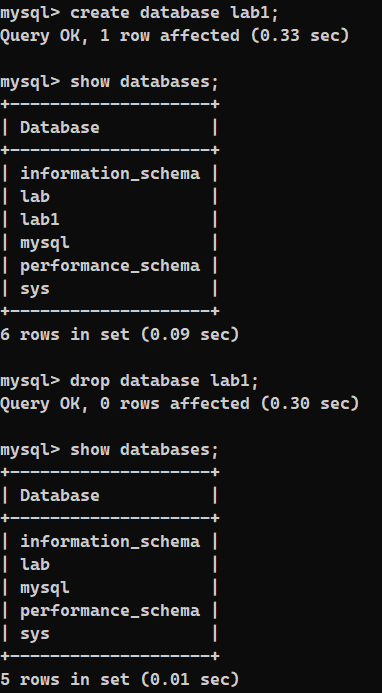 mysql> create database lab1;
Query OK, 1 row affected (0.33 sec)
mysql> show databases;
+--------------------+
| Database           |
+--------------------+
| information_schema |
| lab                |
| lab1               |
| mysql              |
| performance_schema |
| sys                |
+--------------------+
6 rows in set (0.09 sec)
mysql> drop database lab1;
Query OK, 0 rows affected (0.30 sec)
mysql> show databases;
+--------------------+
| Database           |
+--------------------+
| information_schema |
| lab                |
| mysql              |
| performance_schema |
| sys                |
+--------------------+
5 rows in set (0.01 sec)